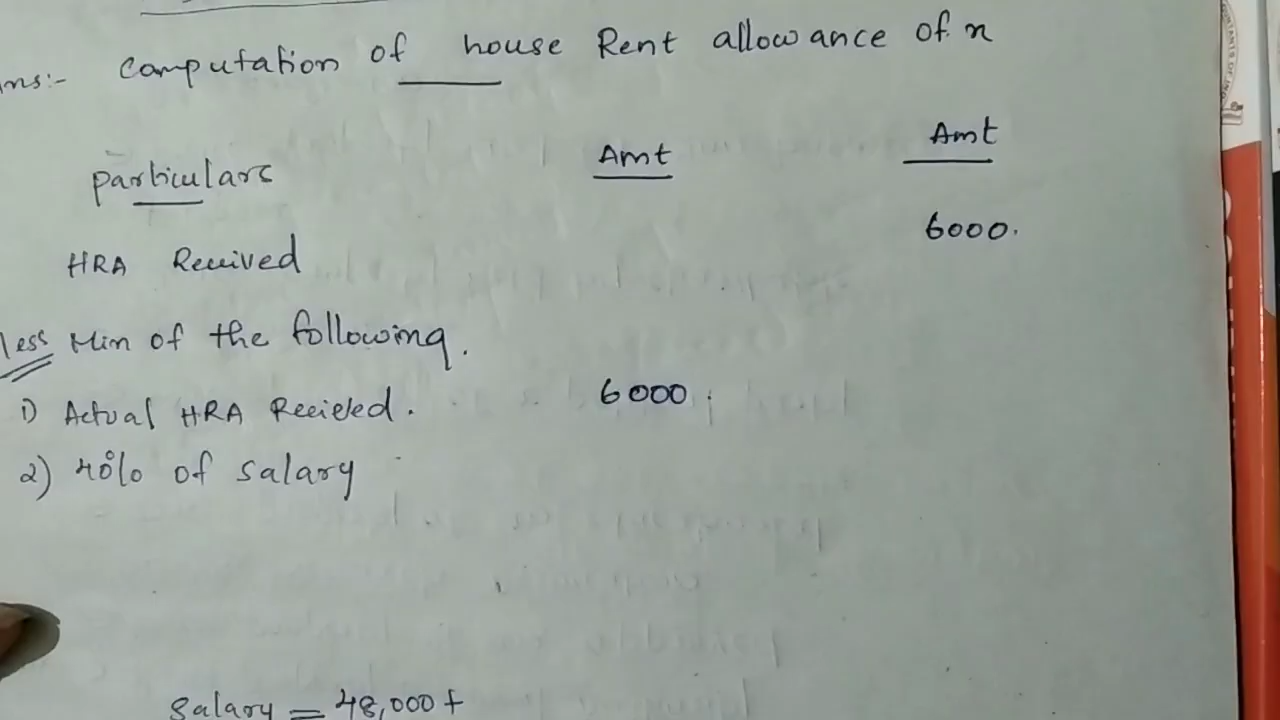 ns:- computation of house Rent allowance of x
particulars Amt Amt
HRA Received 6000.
less Min of the following.
1) Actual HRA Recieted. 6000
2) 40% of salary
salary = 48,000 +